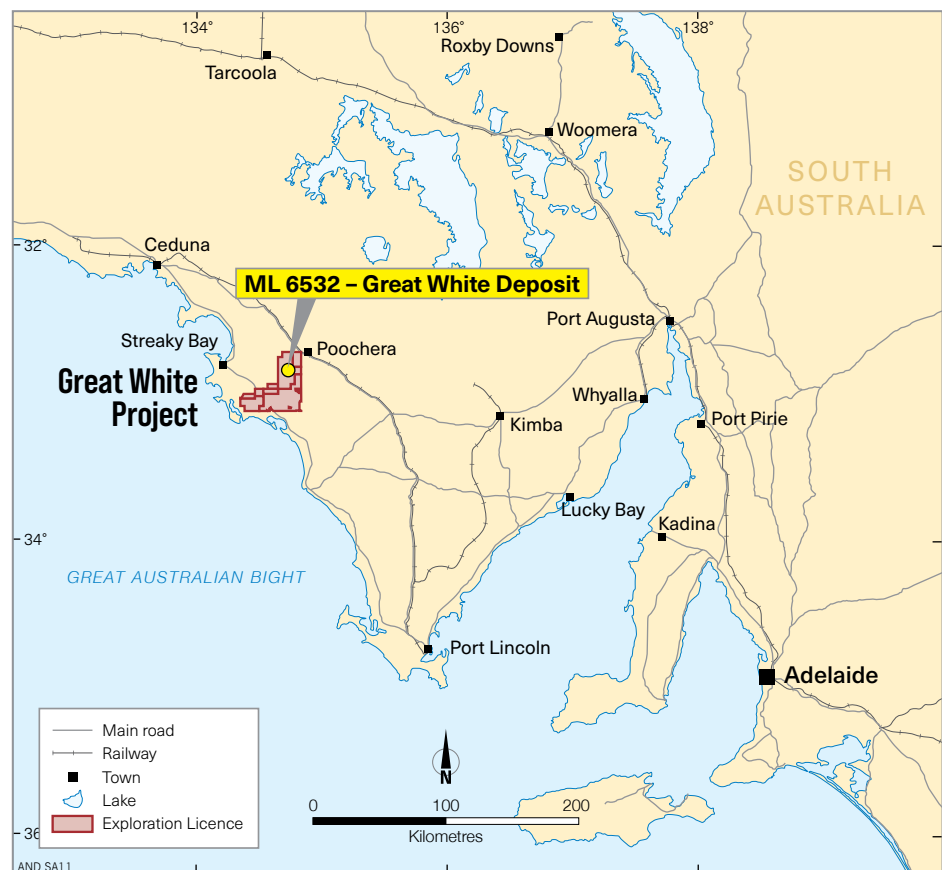 134°
136°
138°
Roxby Downs
Tarcoola
Woomera
SOUTH
AUSTRALIA
32°
Ceduna
ML 6532 – Great White Deposit
Port Augusta
Streaky Bay
Poochera
Great White
Project
Whyalla
Kimba
Port Pirie
Lucky Bay
Kadina
34°
GREAT AUSTRALIAN BIGHT
Port Lincoln
Adelaide
Main road
Railway
Town
Lake
Exploration Licence
N
0 100 200
Kilometres
36°
AND SA11